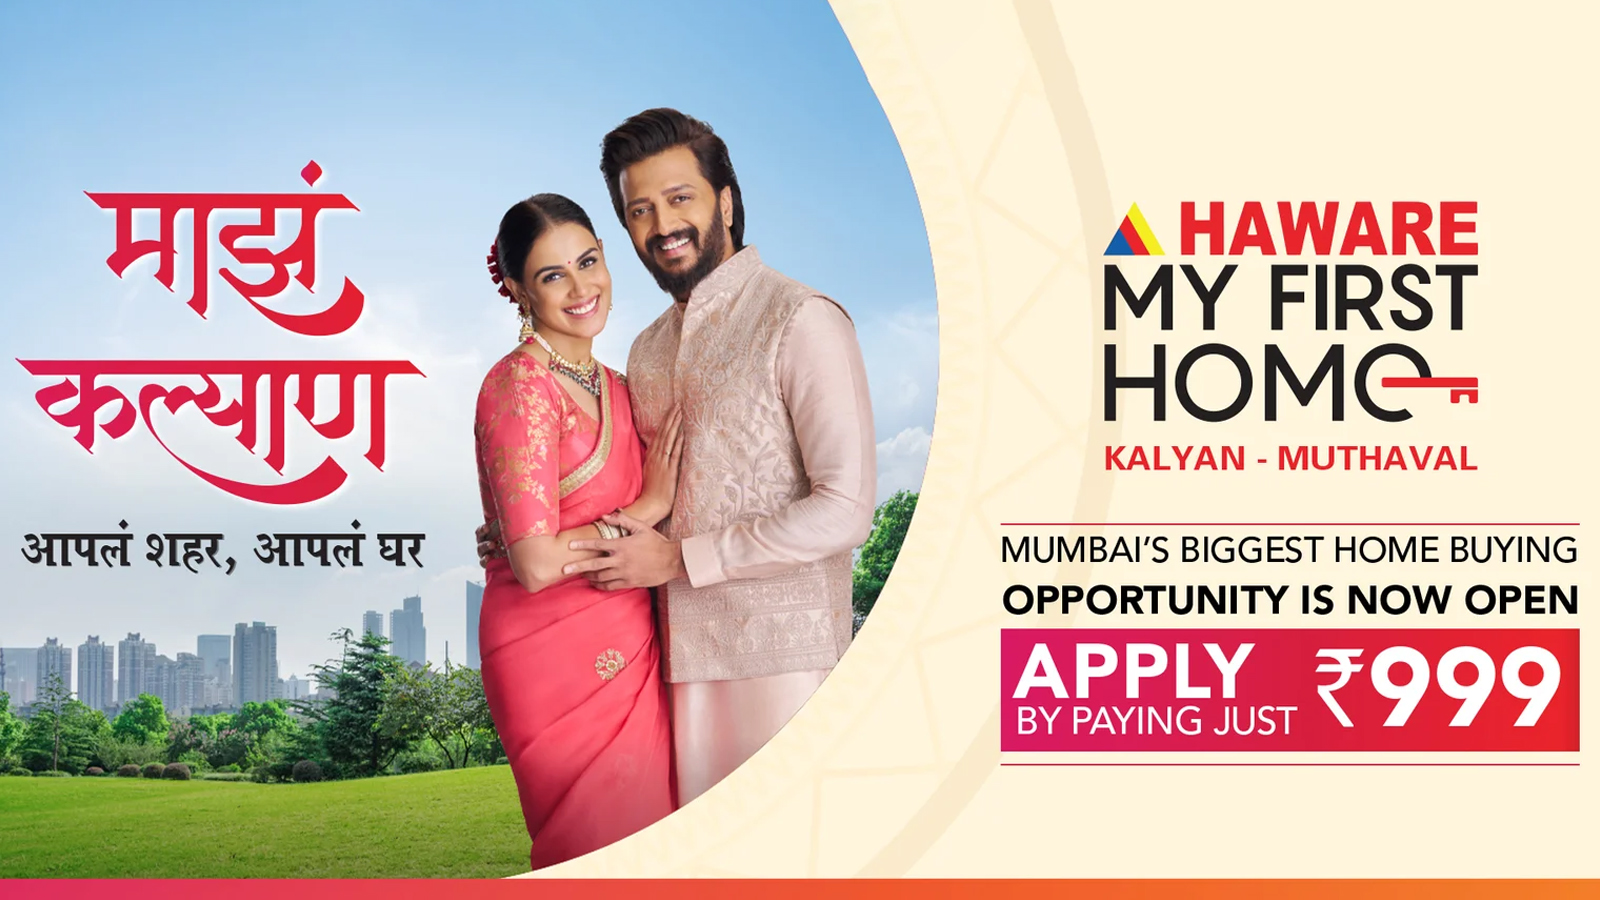 माझं
कल्याण
आपलं शहर, आपलं घर
HAWARE
MY FIRST
HOME
KALYAN - MUTHAVAL
MUMBAI'S BIGGEST HOME BUYING
OPPORTUNITY IS NOW OPEN
APPLY
BY PAYING JUST
₹999